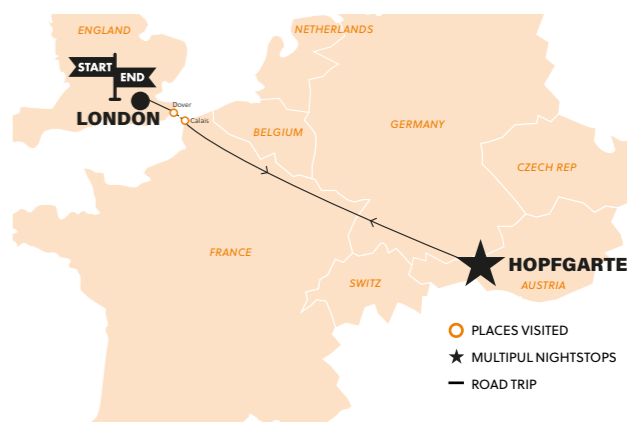 ENGLAND
NETHERLANDS
START
END
LONDON
Dover
Calais
BELGIUM
GERMANY
CZECH REP
FRANCE
SWITZ
HOPFGARTE
AUSTRIA
PLACES VISITED
MULTIPUL NIGHTSTOPS
ROAD TRIP